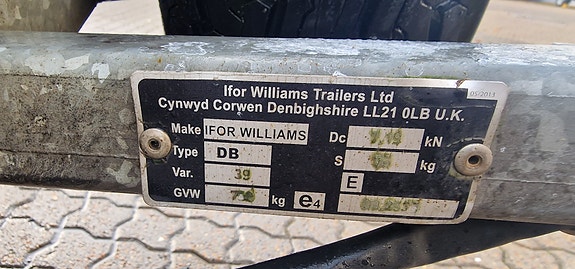 Ifor Williams Trailers Ltd
05/2013
Cynwyd Corwen Denbighshire LL21 0LB U.K.
Make IFOR WILLIAMS Dc kN
Type DB S kg
Var. 39 E
GVW kg e4